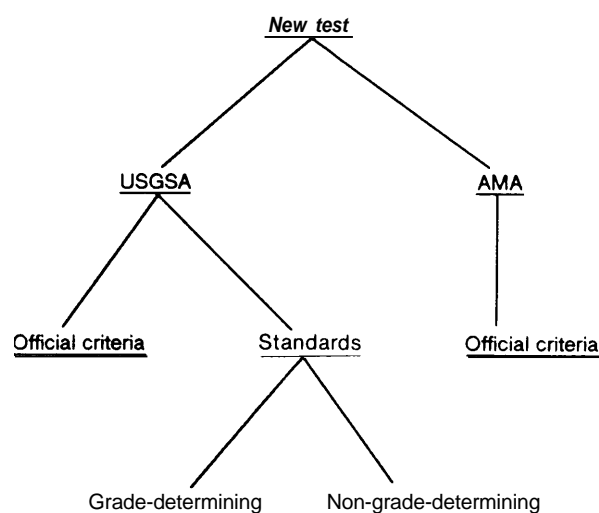 New test
USGSA AMA
Official criteria Standards Official criteria
Grade-determining Non-grade-determining